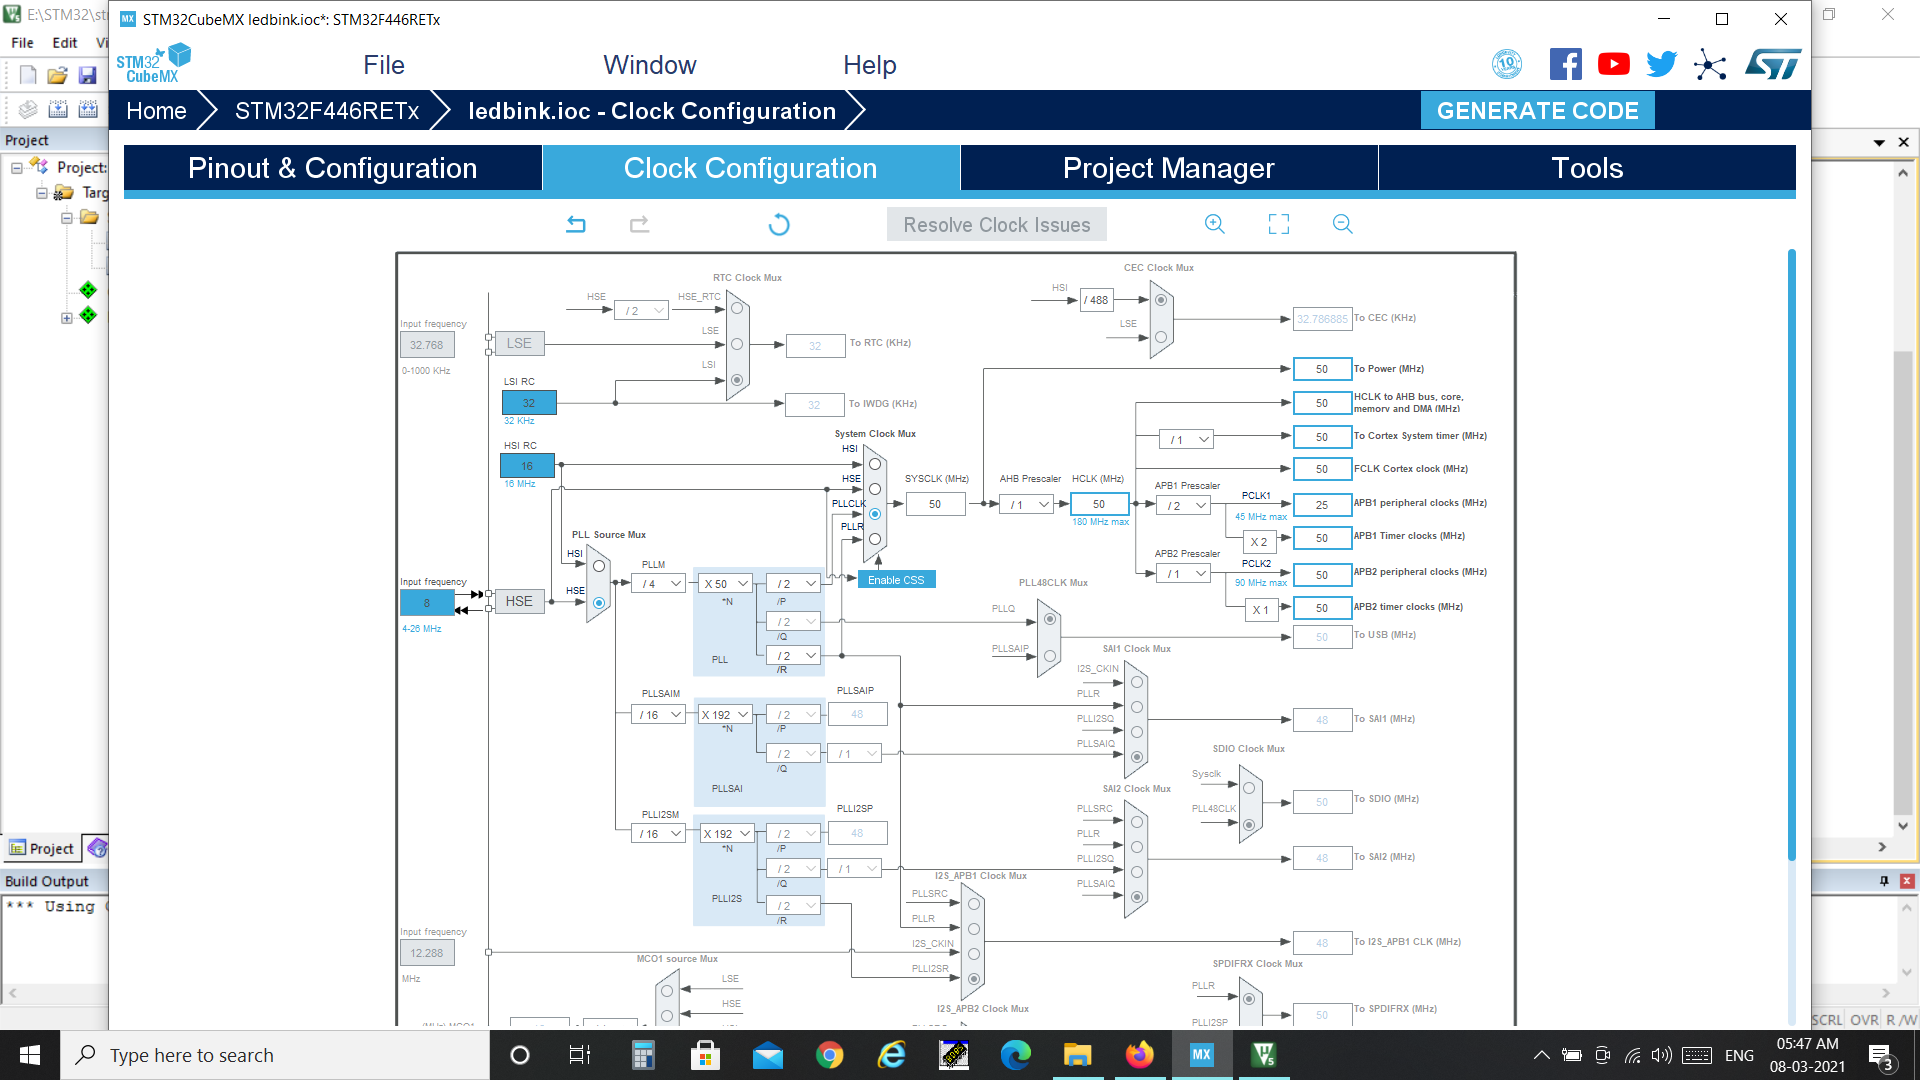 E:\STM32\st
STM32CubeMX ledbink.ioc*: STM32F446RETx
File Edit Vi
STM32
CubeMX
File
Window
Help
Home
STM32F446RETx
ledbink.ioc - Clock Configuration
GENERATE CODE
Project
Project:
Targ
Pinout & Configuration
Clock Configuration
Project Manager
Tools
Resolve Clock Issues
RTC Clock Mux
CEC Clock Mux
HSE
/ 2
HSE_RTC
HSI
/ 488
LSE
32.786885
To CEC (KHz)
Input frequency
32.768
0-1000 KHz
LSE
LSE
32
To RTC (KHz)
LSI
LSI RC
32
32 KHz
32
To IWDG (KHz)
50
To Power (MHz)
50
HCLK to AHB bus, core,
memory and DMA (MHz)
/ 1
50
To Cortex System timer (MHz)
50
FCLK Cortex clock (MHz)
System Clock Mux
HSI RC
16
16 MHz
HSI
HSE
PLLCLK
PLLR
SYSCLK (MHz)
50
AHB Prescaler
/ 1
HCLK (MHz)
50
180 MHz max
APB1 Prescaler
/ 2
PCLK1
45 MHz max
25
APB1 peripheral clocks (MHz)
X 2
50
APB1 Timer clocks (MHz)
APB2 Prescaler
/ 1
PCLK2
90 MHz max
50
APB2 peripheral clocks (MHz)
X 1
50
APB2 timer clocks (MHz)
PLL Source Mux
HSI
HSE
PLLM
/ 4
X 50
*N
/ 2
/P
/ 2
/Q
/ 2
/R
PLL
Enable CSS
Input frequency
8
4-26 MHz
HSE
PLL48CLK Mux
PLLQ
PLLSAIP
50
To USB (MHz)
PLLSAIM
/ 16
X 192
*N
/ 2
/P
/ 2
/Q
PLLSAI
PLLSAIP
48
/ 1
SAI1 Clock Mux
I2S_CKIN
PLLR
PLLI2SQ
PLLSAIQ
48
To SAI1 (MHz)
SDIO Clock Mux
Sysclk
PLL48CLK
50
To SDIO (MHz)
PLLI2SM
/ 16
X 192
*N
/ 2
/P
/ 2
/Q
/ 2
/R
PLLI2S
PLLI2SP
48
/ 1
SAI2 Clock Mux
PLLSRC
PLLR
PLLI2SQ
PLLSAIQ
48
To SAI2 (MHz)
I2S_APB1 Clock Mux
PLLSRC
PLLR
I2S_CKIN
PLLI2SR
48
To I2S_APB1 CLK (MHz)
Input frequency
12.288
MHz
MCO1 source Mux
LSE
HSE
I2S_APB2 Clock Mux
SPDIFRX Clock Mux
PLLR
PLLI2SP
50
To SPDIFRX (MHz)
Project
Build Output
*** Using
SCRL OVR R /W
Type here to search
MX
ENG
05:47 AM
08-03-2021
3